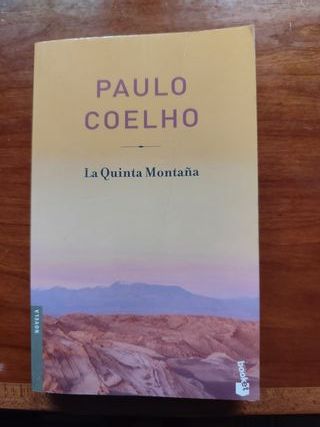 PAULO
COELHO
La Quinta Montaña
NOVELA
booket